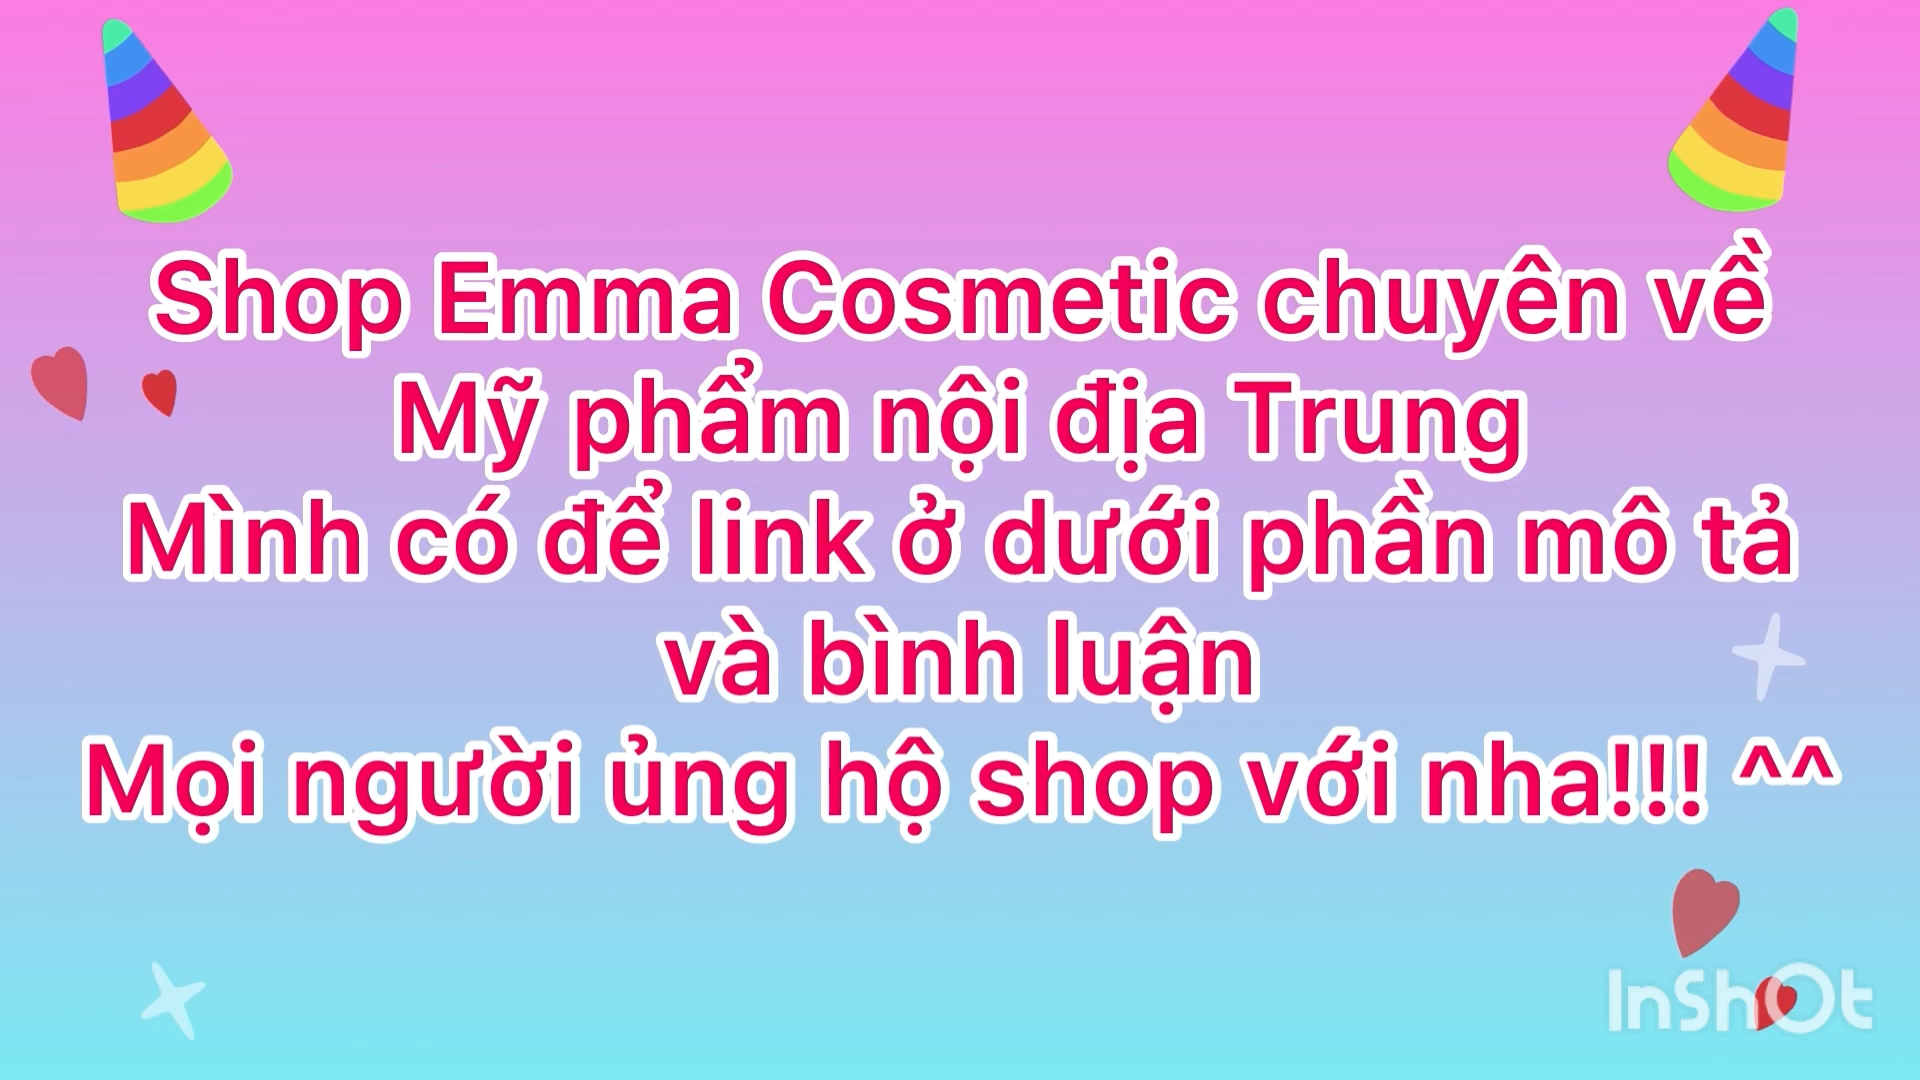 Shop Emma Cosmetic chuyên về
Mỹ phẩm nội địa Trung
Mình có để link ở dưới phần mô tả
và bình luận
Mọi người ủng hộ shop với nha!!! ^^
InShOt